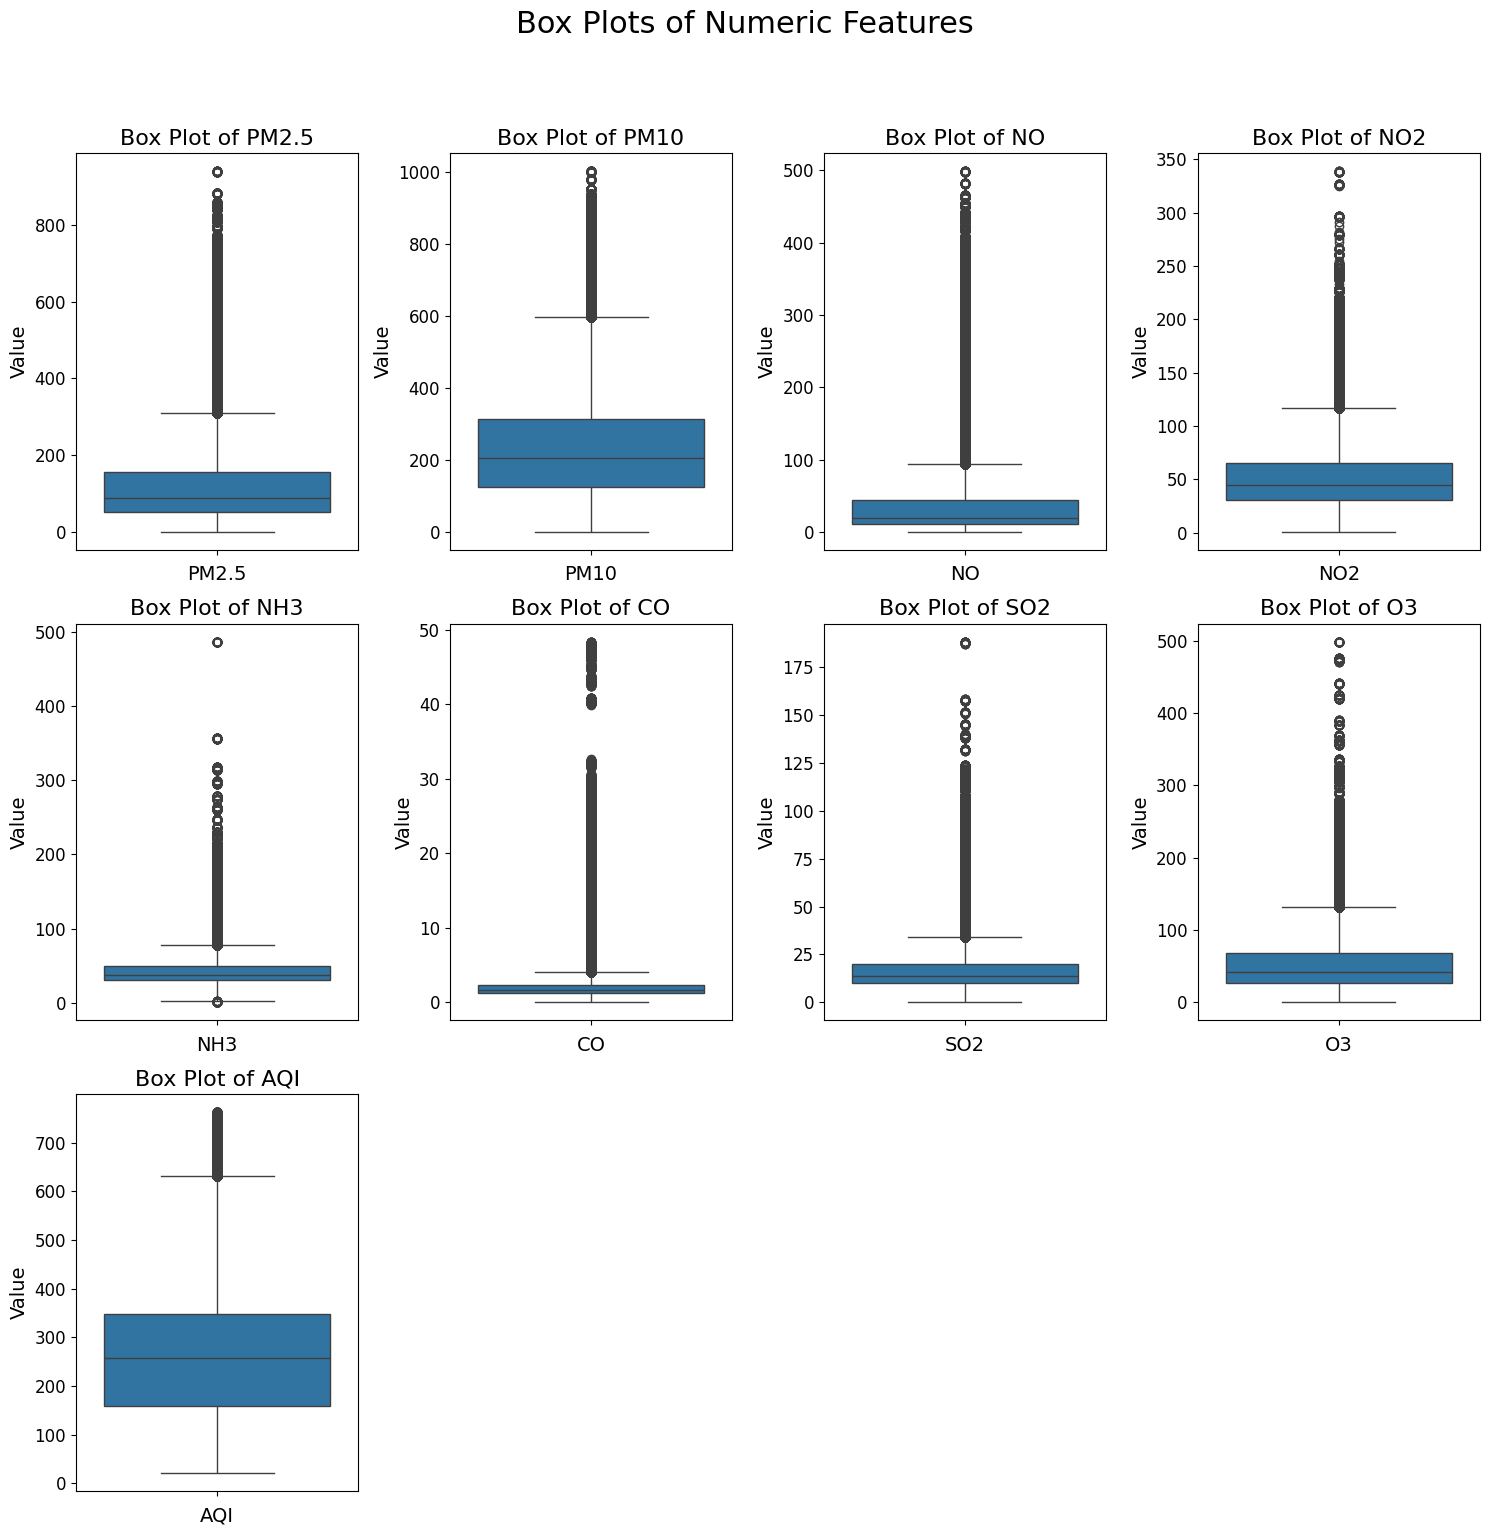 Box Plots of Numeric Features
Box Plot of PM2.5
Value
800
600
400
200
0
PM2.5
Box Plot of PM10
Value
1000
800
600
400
200
0
PM10
Box Plot of NO
Value
500
400
300
200
100
0
NO
Box Plot of NO2
Value
350
300
250
200
150
100
50
0
NO2
Box Plot of NH3
Value
500
400
300
200
100
0
NH3
Box Plot of CO
Value
50
40
30
20
10
0
CO
Box Plot of SO2
Value
175
150
125
100
75
50
25
0
SO2
Box Plot of O3
Value
500
400
300
200
100
0
O3
Box Plot of AQI
Value
700
600
500
400
300
200
100
0
AQI